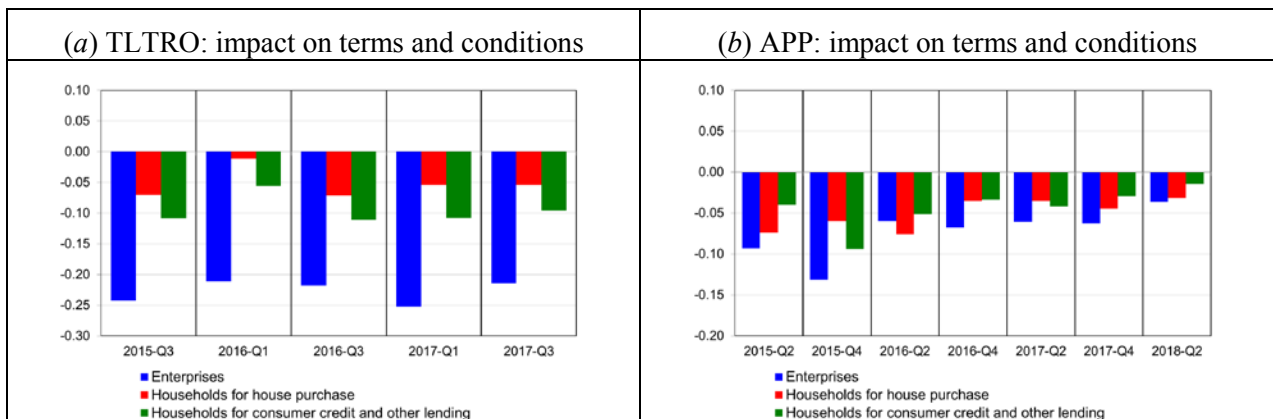 (a) TLTRO: impact on terms and conditions
(b) APP: impact on terms and conditions
0.10
0.05
0.00
-0.05
-0.10
-0.15
-0.20
-0.25
-0.30
2015-Q3 2016-Q1 2016-Q3 2017-Q1 2017-Q3
Enterprises
Households for house purchase
Households for consumer credit and other lending
0.10
0.05
0.00
-0.05
-0.10
-0.15
-0.20
2015-Q2 2015-Q4 2016-Q2 2016-Q4 2017-Q2 2017-Q4 2018-Q2
Enterprises
Households for house purchase
Households for consumer credit and other lending